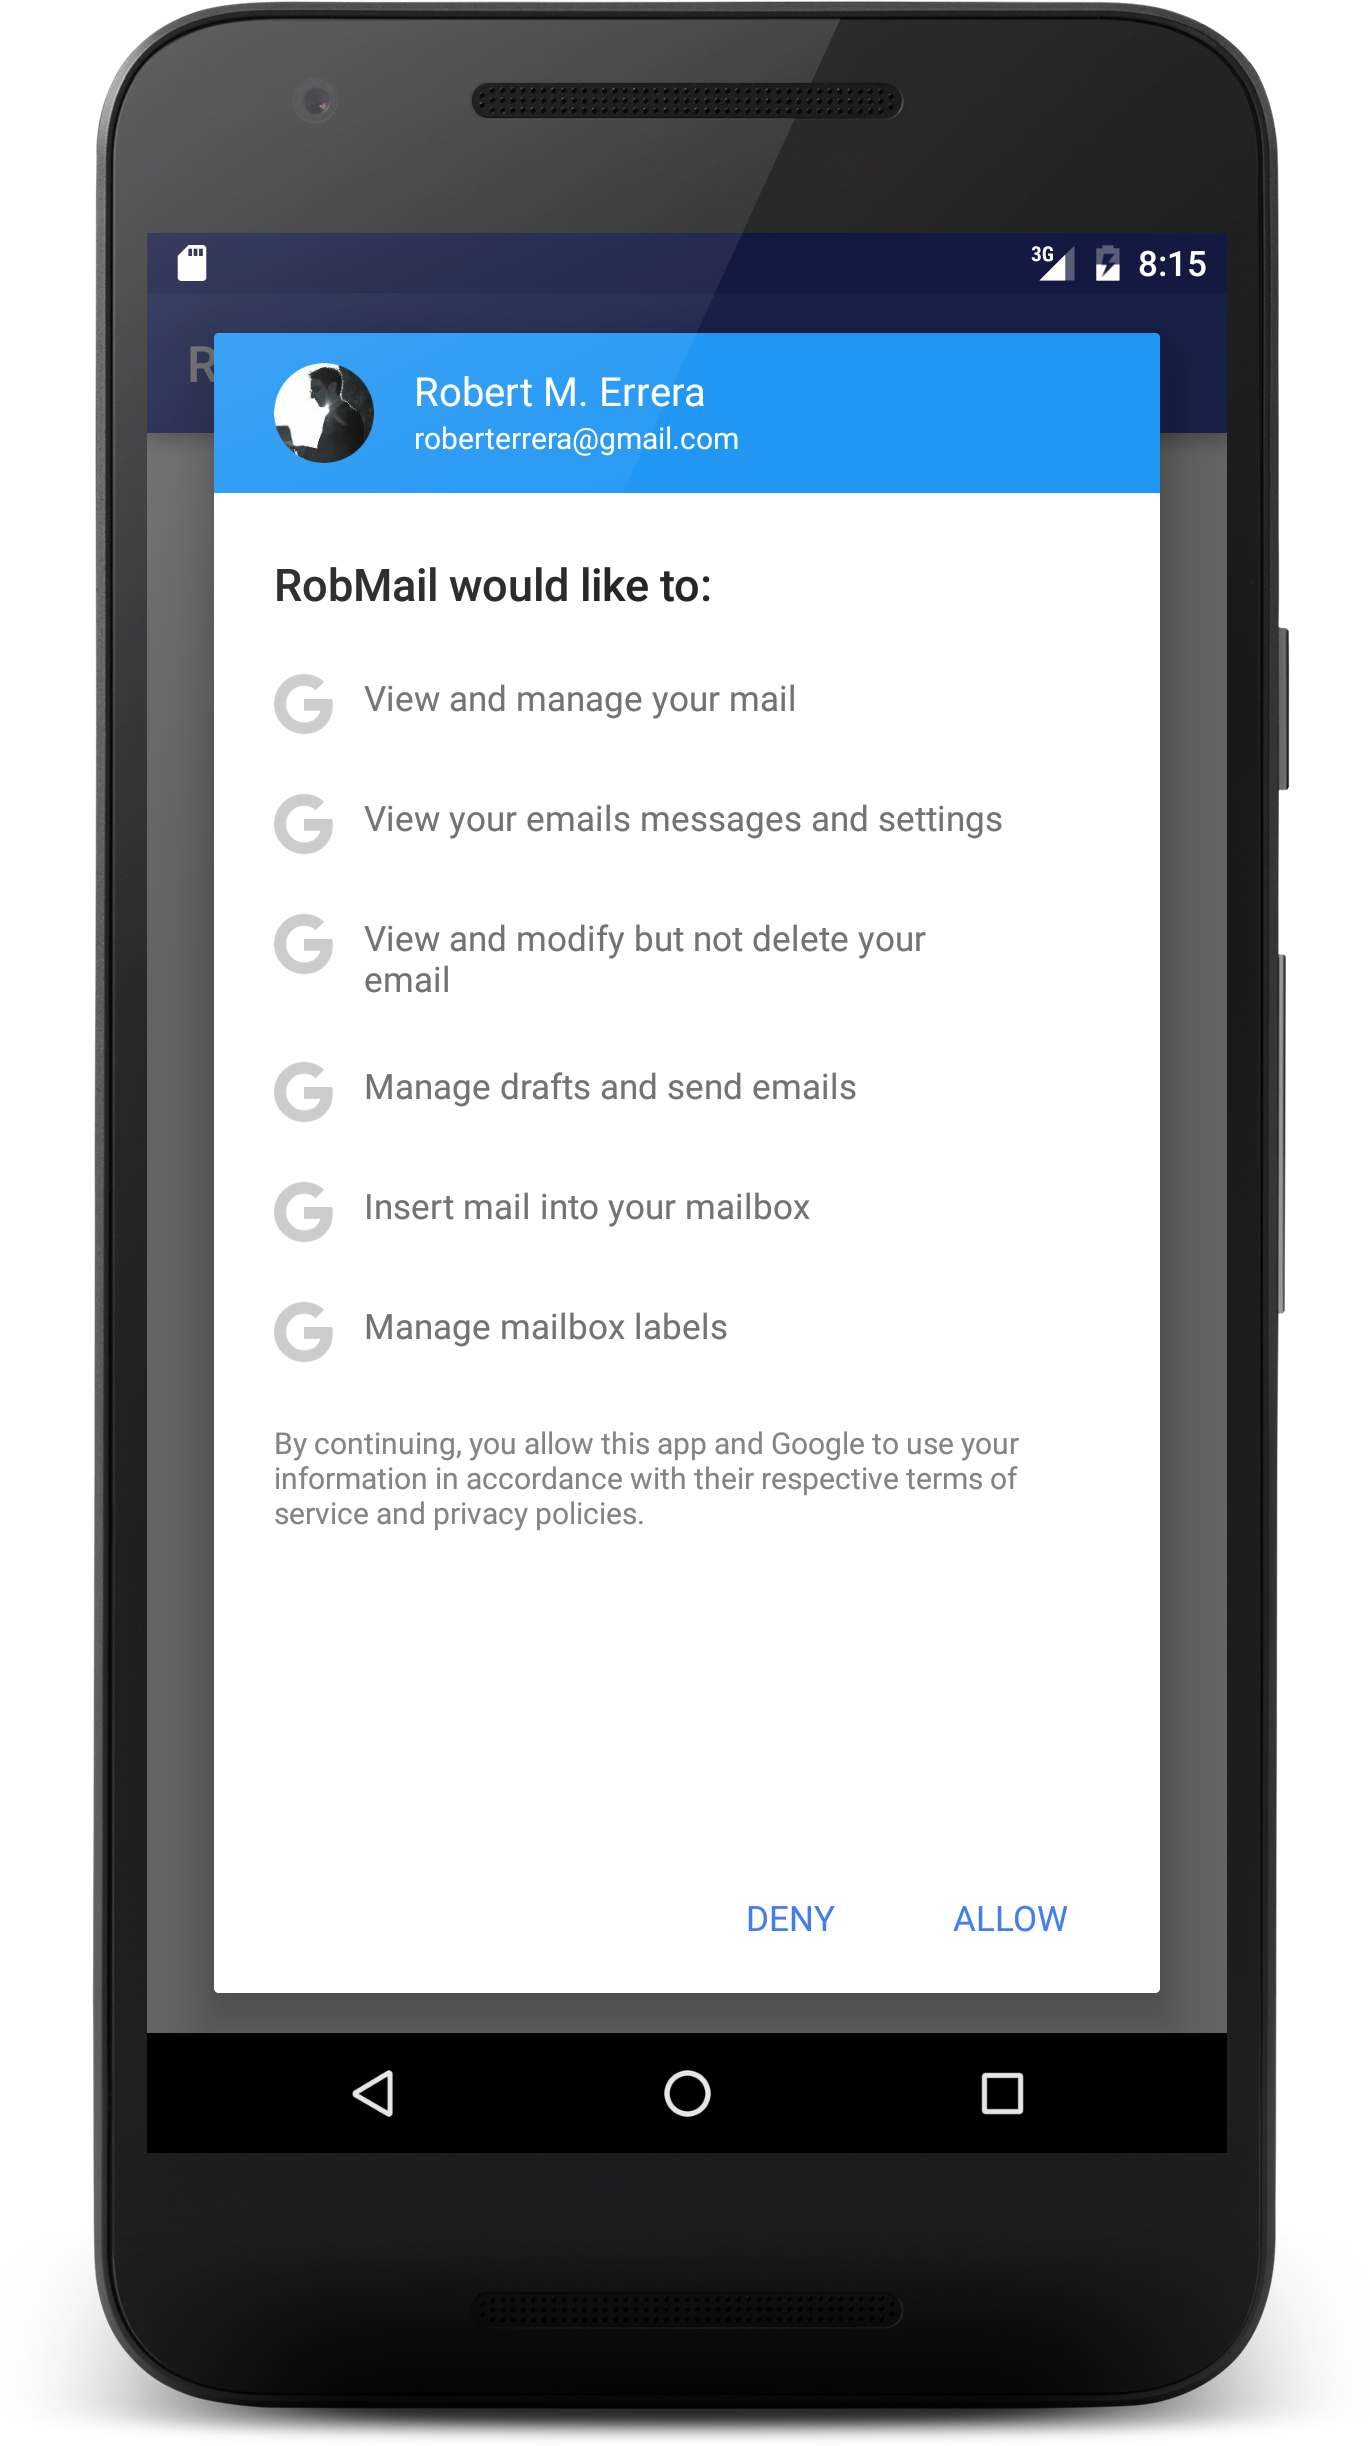 3G 8:15
R
Robert M. Errera
roberterrera@gmail.com
RobMail would like to:
View and manage your mail
View your emails messages and settings
View and modify but not delete your
email
Manage drafts and send emails
Insert mail into your mailbox
Manage mailbox labels
By continuing, you allow this app and Google to use your
information in accordance with their respective terms of
service and privacy policies.
DENY ALLOW